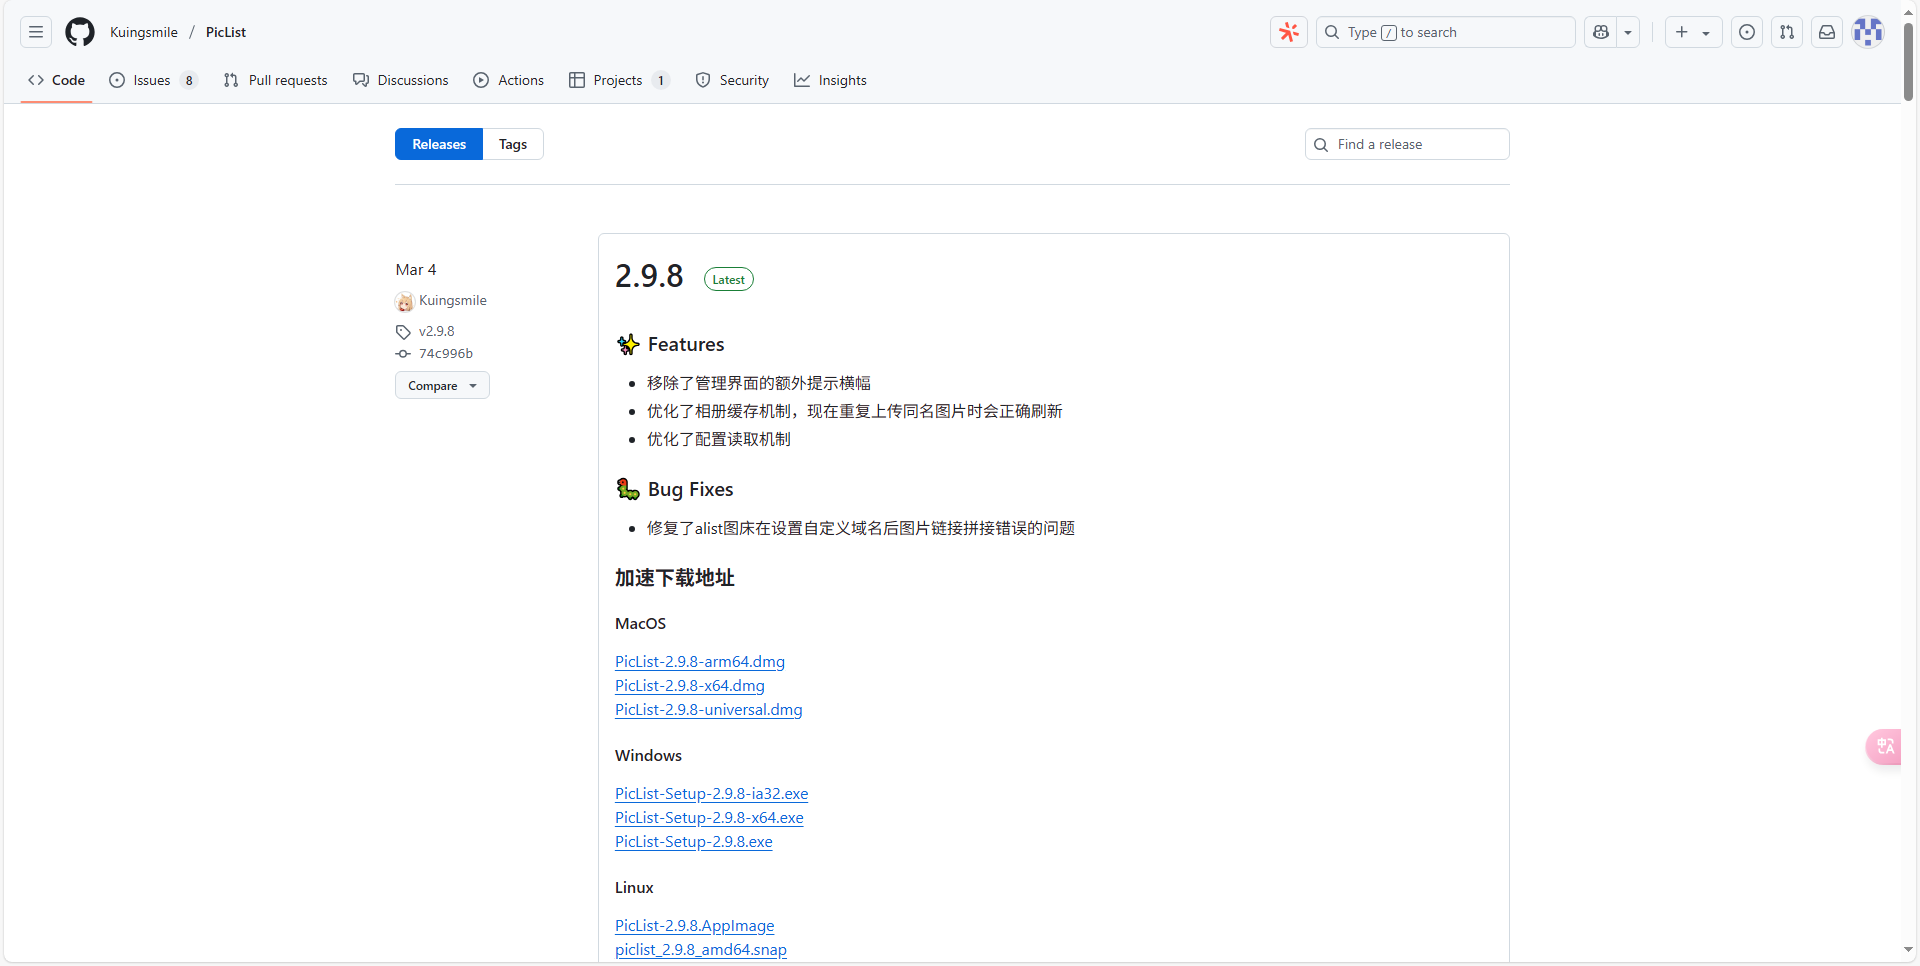 Kuingsmile / PicList
Type / to search
Code
Issues 8
Pull requests
Discussions
Actions
Projects 1
Security
Insights
Releases
Tags
Find a release
Mar 4
Kuingsmile
v2.9.8
74c996b
Compare
2.9.8 Latest
✨ Features
移除了管理界面的额外提示横幅
优化了相册缓存机制，现在重复上传同名图片时会正确刷新
优化了配置读取机制
🐛 Bug Fixes
修复了alist图床在设置自定义域名后图片链接拼接错误的问题
加速下载地址
MacOS
PicList-2.9.8-arm64.dmg
PicList-2.9.8-x64.dmg
PicList-2.9.8-universal.dmg
Windows
PicList-Setup-2.9.8-ia32.exe
PicList-Setup-2.9.8-x64.exe
PicList-Setup-2.9.8.exe
Linux
PicList-2.9.8.AppImage
piclist_2.9.8_amd64.snap